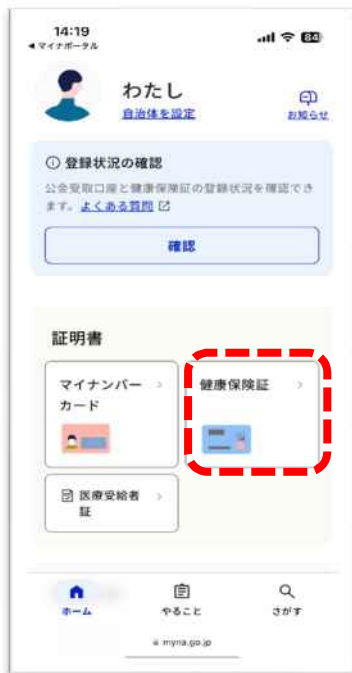 14:19
84
◀マイナポータル
わたし
自治体を設定
お知らせ
登録状況の確認
公金受取口座と健康保険証の登録状況を確認でき
ます。よくある質問
確認
証明書
マイナンバー
カード
健康保険証
医療受給者
証
ホーム
やること
さがす
myna.go.jp